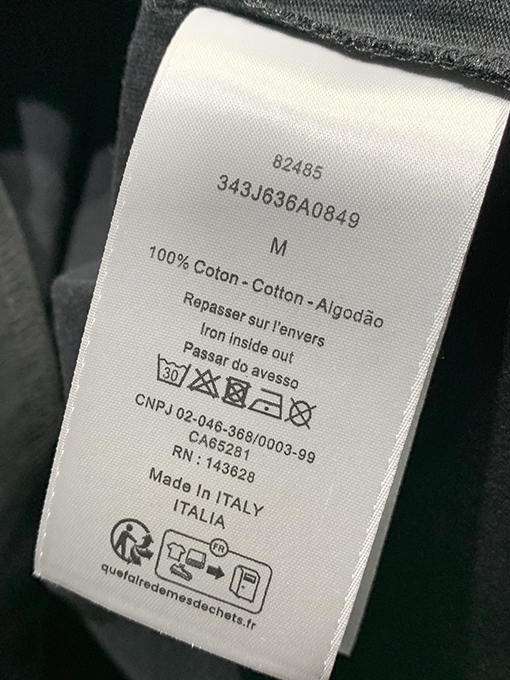 82485
343J636A0849
M
100% Coton - Cotton - Algodão
Repasser sur l'envers
Iron inside out
Passar do avesso
30
CNPJ 02-046-368/0003-99
CA65281
RN : 143628
Made In ITALY
ITALIA
FR
quefairedemesdechets.fr